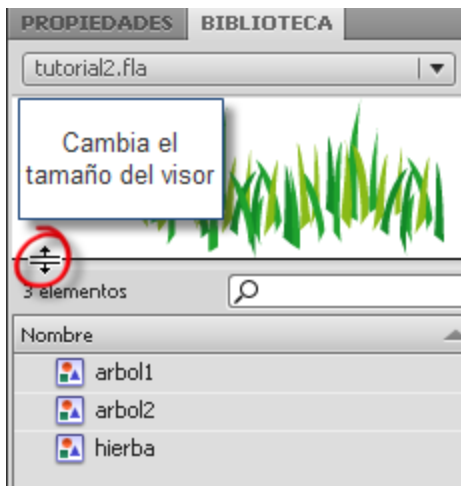 PROPIEDADES BIBLIOTECA
tutorial2.fla
Cambia el
tamaño del visor
3 elementos
Nombre
arbol1
arbol2
hierba